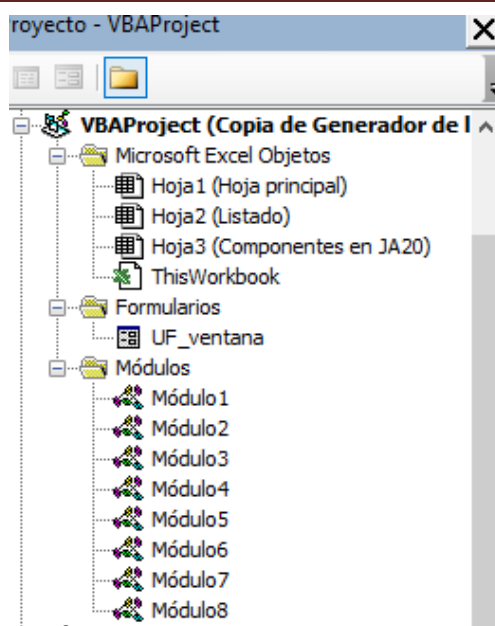 royecto - VBAProject
VBAProject (Copia de Generador de l
Microsoft Excel Objetos
Hoja1 (Hoja principal)
Hoja2 (Listado)
Hoja3 (Componentes en JA20)
ThisWorkbook
Formularios
UF_ventana
Módulos
Módulo1
Módulo2
Módulo3
Módulo4
Módulo5
Módulo6
Módulo7
Módulo8